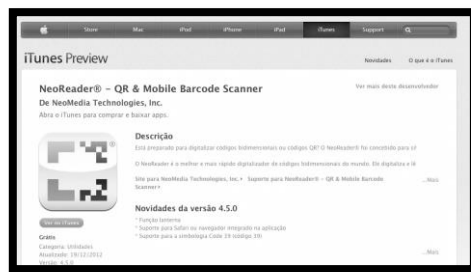 Store Mac iPod iPhone iPad iTunes Support
iTunes Preview
Novidades O que é o iTunes
NeoReader® – QR & Mobile Barcode Scanner
Ver mais deste desenvolvedor
De NeoMedia Technologies, Inc.
Abra o iTunes para comprar e baixar apps.
Descrição
Está preparado para digitalizar códigos bidimensionais ou códigos QR? O NeoReader® foi concebido para
O NeoReader é o melhor e mais rápido digitalizador de códigos bidimensionais do mundo. Ele digitaliza e
Site para NeoMedia Technologies, Inc. Suporte para NeoReader® – QR & Mobile Barcode
Scanner
...Mais
Novidades da versão 4.5.0
* Função lanterna
* Suporte para Safari ou navegador integrado na aplicação
* Suporte para a simbologia Code 39 (código 39)
...Mais
Ver no iTunes
Grátis
Categoria: Utilidades
Atualizado: 19/12/2012
Versão: 4.5.0